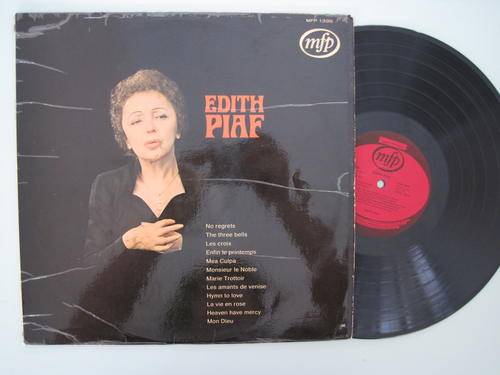 MFP 1396
mfp
EDITH
PIAF
No regrets
The three bells
Les croix
Enfin le printemps
Mea Culpa
Monsieur le Noble
Marie Trottoir
Les amants de venise
Hymn to love
La vie en rose
Heaven have mercy
Mon Dieu
mfp